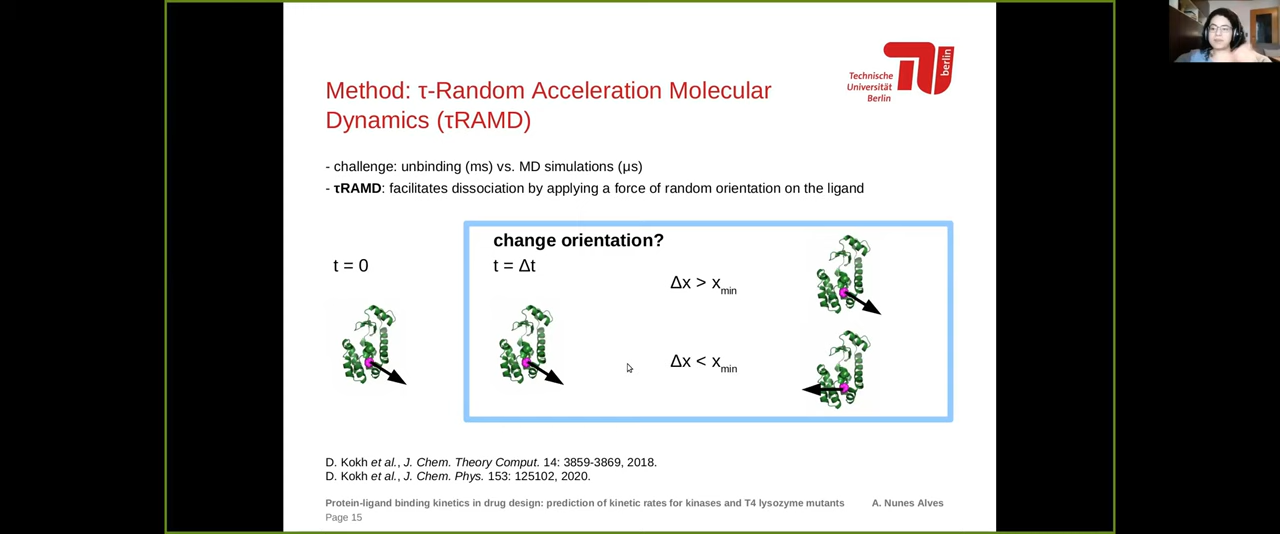 Technische
Universität
Berlin
berlin
Method: τ-Random Acceleration Molecular
Dynamics (τRAMD)
- challenge: unbinding (ms) vs. MD simulations (μs)
- τRAMD: facilitates dissociation by applying a force of random orientation on the ligand
change orientation?
t = 0
t = Δt
Δx > xmin
Δx < xmin
D. Kokh et al., J. Chem. Theory Comput. 14: 3859-3869, 2018.
D. Kokh et al., J. Chem. Phys. 153: 125102, 2020.
Protein-ligand binding kinetics in drug design: prediction of kinetic rates for kinases and T4 lysozyme mutants A. Nunes Alves
Page 15